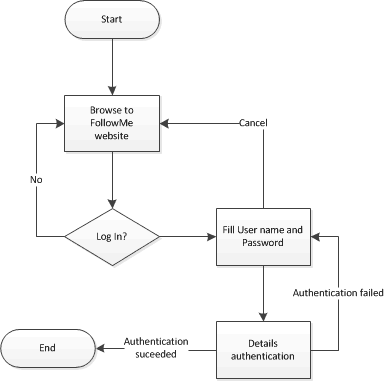 Start
Browse to
FollowMe
website
Cancel
No
Log In?
Fill User name and
Password
Authentication failed
End
Authentication
suceeded
Details
authentication